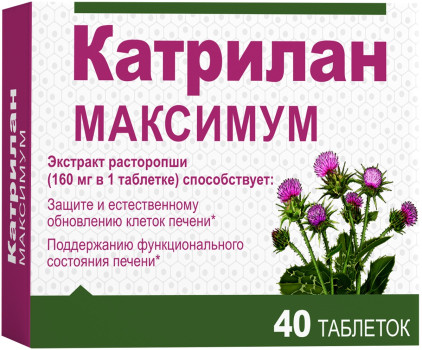 Катрилан
МАКСИМУМ
Экстракт расторопши
(160 мг в 1 таблетке) способствует:
Защите и естественному
обновлению клеток печени*
Поддержанию функционального
состояния печени*
40 ТАБЛЕТОК
Катрилан
МАКСИМУМ